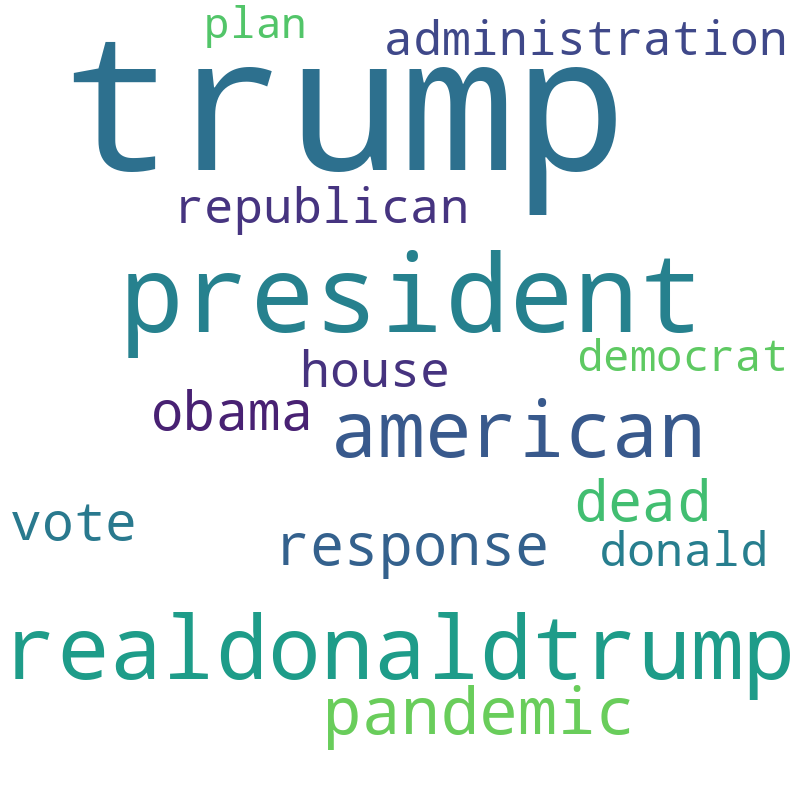 plan
administration
trump
republican
president
democrat
house
obama
american
dead
vote
response
donald
realdonaldtrump
pandemic